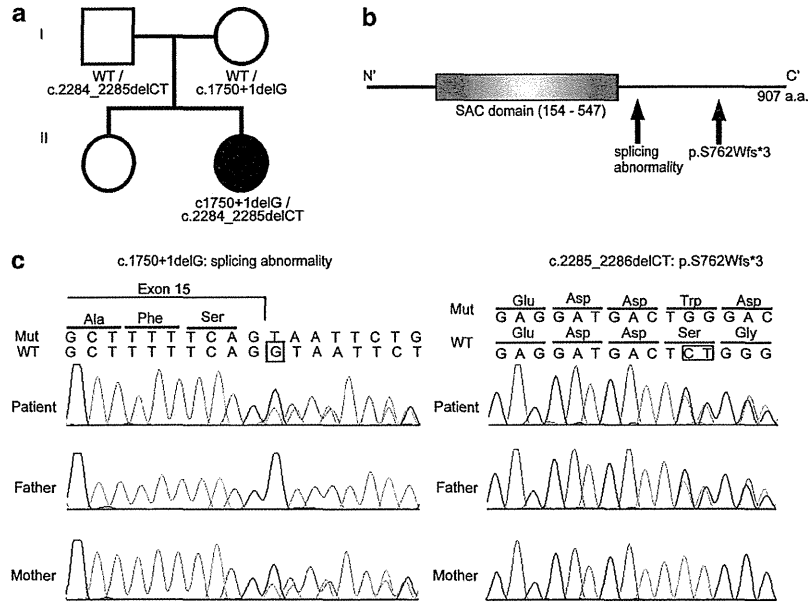 a
I
WT /
c.2284_2285delCT
WT /
c.1750+1delG
II
c1750+1delG /
c.2284_2285delCT
b
N'
C'
SAC domain (154 - 547)
907 a.a.
splicing
abnormality
p.S762Wfs*3
c
c.1750+1delG: splicing abnormality
Exon 15
Ala Phe Ser
Mut G C T T T T T C A G T A A T T C T G
WT G C T T T T T C A G G T A A T T C T
Patient
Father
Mother
c.2285_2286delCT: p.S762Wfs*3
Glu Asp Asp Trp Asp
Mut G A G G A T G A C T G G G A C
Glu Asp Asp Ser Gly
WT G A G G A T G A C T C T G G G
Patient
Father
Mother